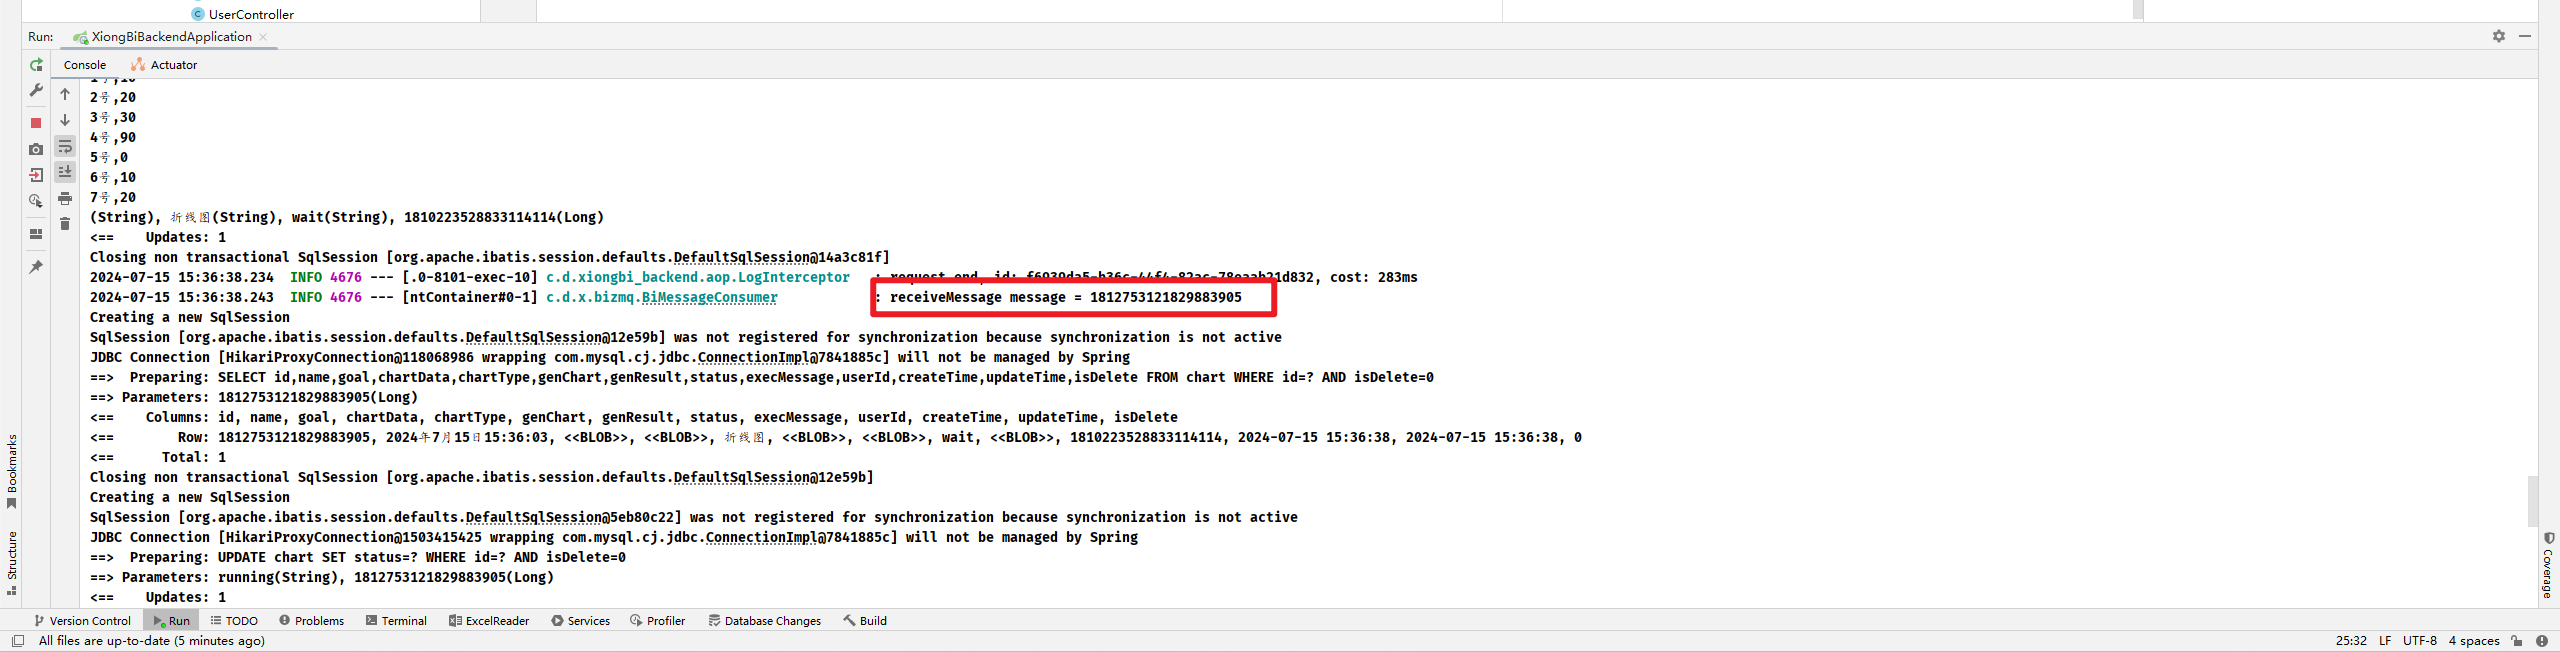 UserController
Run: XiongBiBackendApplication
Console Actuator
2号,20
3号,30
4号,90
5号,0
6号,10
7号,20
(String), 折线图(String), wait(String), 1810223528833114114(Long)
<==    Updates: 1
Closing non transactional SqlSession [org.apache.ibatis.session.defaults.DefaultSqlSession@14a3c81f]
2024-07-15 15:36:38.234  INFO 4676 --- [.0-8101-exec-10] c.d.xiongbi_backend.aop.LogInterceptor   : request end, id: f6939da5-b36c-44f4-82ac-78eaab21d832, cost: 283ms
2024-07-15 15:36:38.243  INFO 4676 --- [ntContainer#0-1] c.d.x.bizmq.BiMessageConsumer            : receiveMessage message = 1812753121829883905
Creating a new SqlSession
SqlSession [org.apache.ibatis.session.defaults.DefaultSqlSession@12e59b] was not registered for synchronization because synchronization is not active
JDBC Connection [HikariProxyConnection@118068986 wrapping com.mysql.cj.jdbc.ConnectionImpl@7841885c] will not be managed by Spring
==>  Preparing: SELECT id,name,goal,chartData,chartType,genChart,genResult,status,execMessage,userId,createTime,updateTime,isDelete FROM chart WHERE id=? AND isDelete=0
==> Parameters: 1812753121829883905(Long)
<==    Columns: id, name, goal, chartData, chartType, genChart, genResult, status, execMessage, userId, createTime, updateTime, isDelete
<==        Row: 1812753121829883905, 2024年7月15日15:36:03, <<BLOB>>, <<BLOB>>, 折线图, <<BLOB>>, <<BLOB>>, wait, <<BLOB>>, 1810223528833114114, 2024-07-15 15:36:38, 2024-07-15 15:36:38, 0
<==      Total: 1
Closing non transactional SqlSession [org.apache.ibatis.session.defaults.DefaultSqlSession@12e59b]
Creating a new SqlSession
SqlSession [org.apache.ibatis.session.defaults.DefaultSqlSession@5eb80c22] was not registered for synchronization because synchronization is not active
JDBC Connection [HikariProxyConnection@1503415425 wrapping com.mysql.cj.jdbc.ConnectionImpl@7841885c] will not be managed by Spring
==>  Preparing: UPDATE chart SET status=? WHERE id=? AND isDelete=0
==> Parameters: running(String), 1812753121829883905(Long)
<==    Updates: 1
Bookmarks
Structure
Coverage
Version Control Run TODO Problems Terminal ExcelReader Services Profiler Database Changes Build
All files are up-to-date (5 minutes ago) 25:32 LF UTF-8 4 spaces